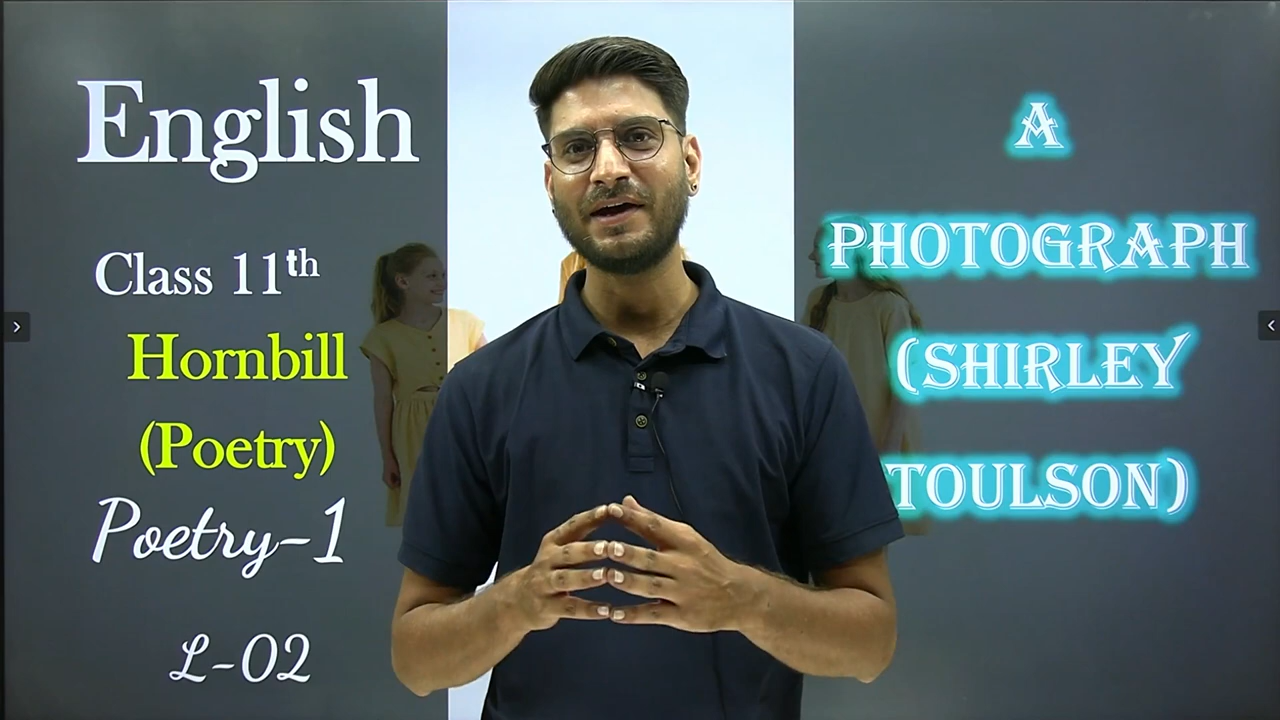 English
Class 11th
Hornbill
(Poetry)
Poetry-1
L-02
A
PHOTOGRAPH
(SHIRLEY
TOULSON)